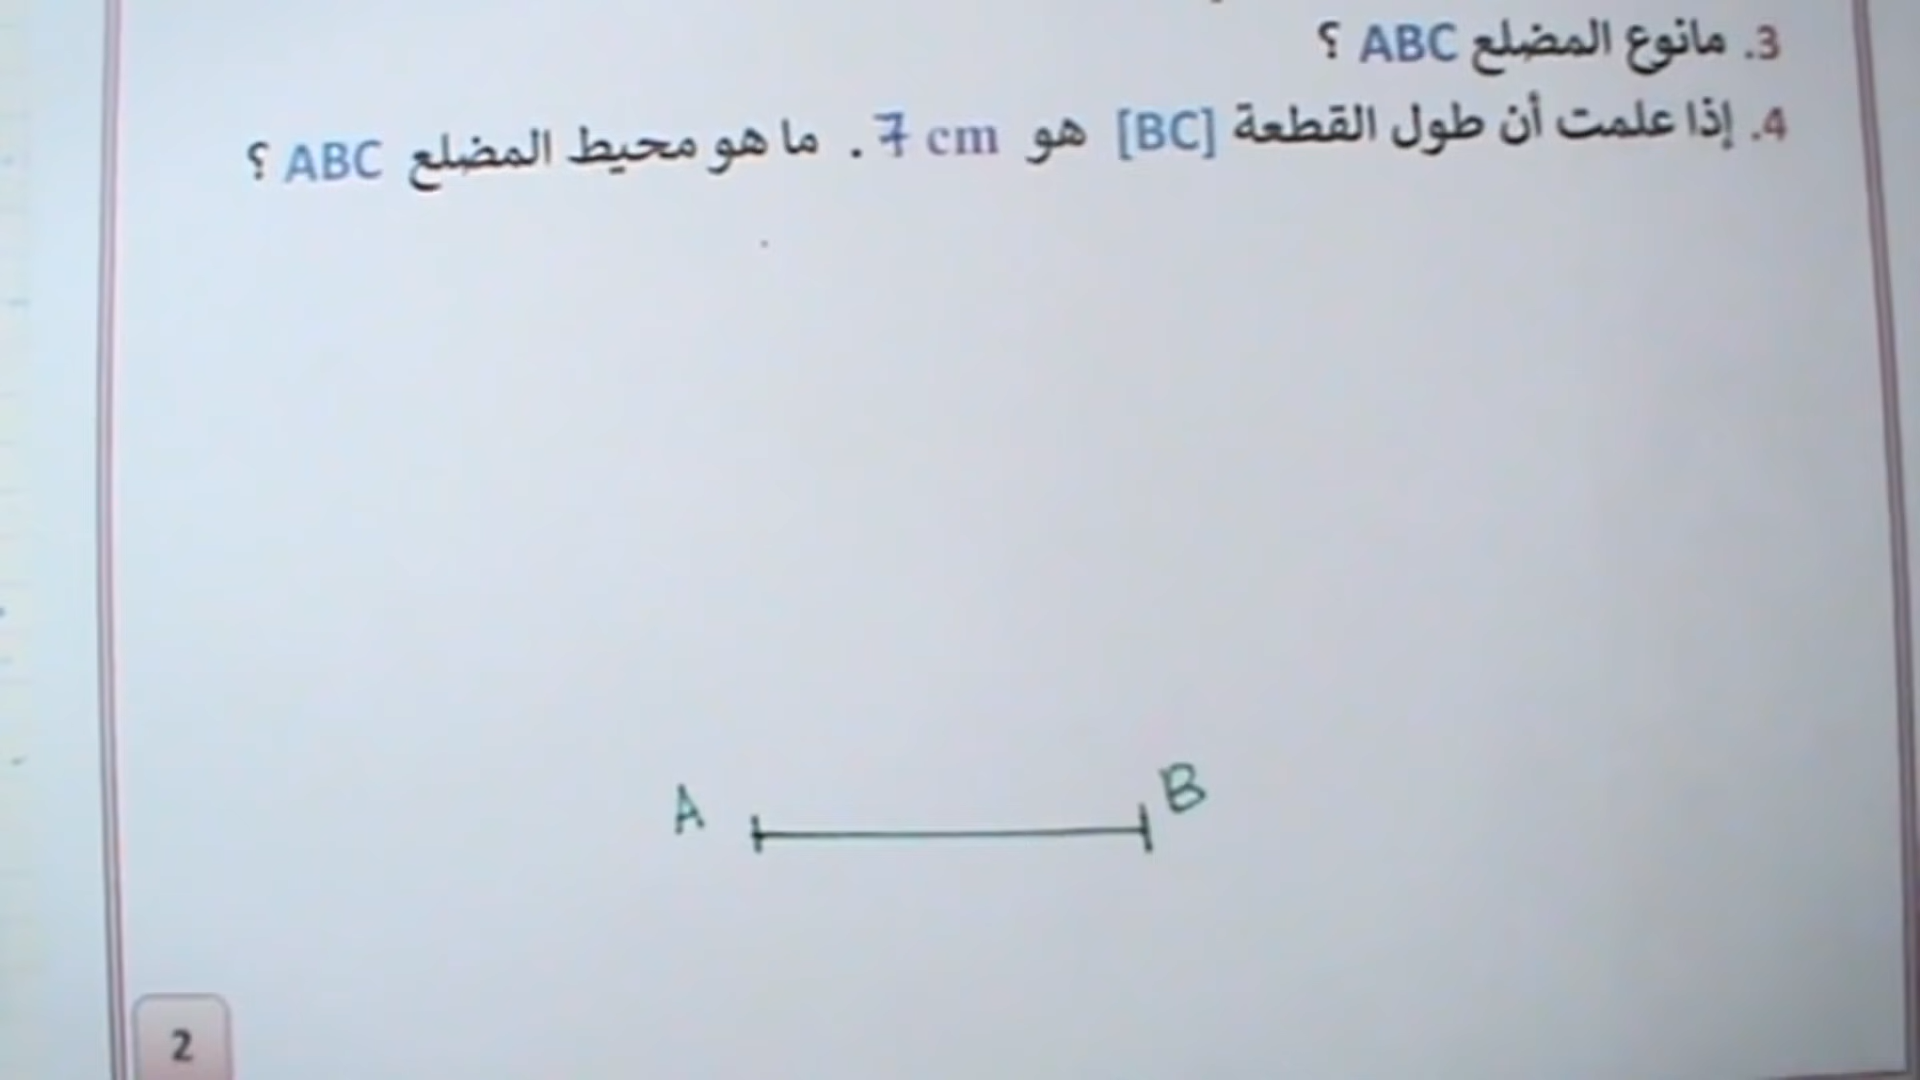 3. مانوع المضلع ABC ؟
4. إذا علمت أن طول القطعة [BC] هو 7 cm . ما هو محيط المضلع ABC ؟
A B
2